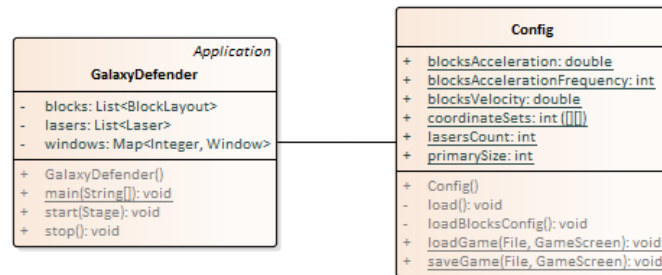 Application
GalaxyDefender
- blocks: List<BlockLayout>
- lasers: List<Laser>
- windows: Map<Integer, Window>
+ GalaxyDefender()
+ main(String[]): void
+ start(Stage): void
+ stop(): void
Config
+ blocksAcceleration: double
+ blocksAccelerationFrequency: int
+ blocksVelocity: double
+ coordinateSets: int ([][])
+ lasersCount: int
+ primarySize: int
+ Config()
- load(): void
- loadBlocksConfig(): void
+ loadGame(File, GameScreen): void
+ saveGame(File, GameScreen): void